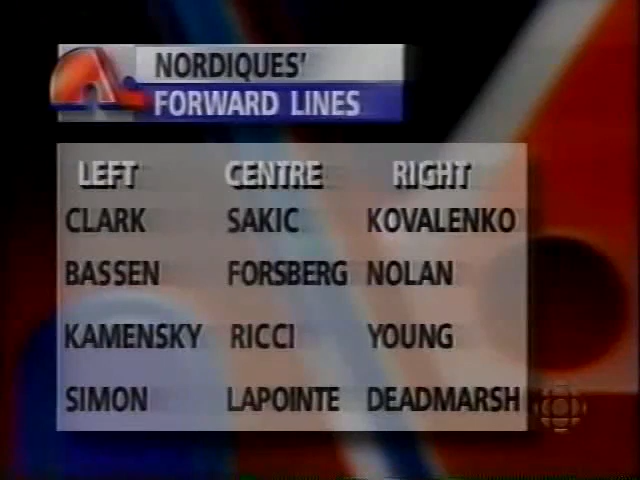 NORDIQUES'
FORWARD LINES
LEFT CENTRE RIGHT
CLARK SAKIC KOVALENKO
BASSEN FORSBERG NOLAN
KAMENSKY RICCI YOUNG
SIMON LAPOINTE DEADMARSH